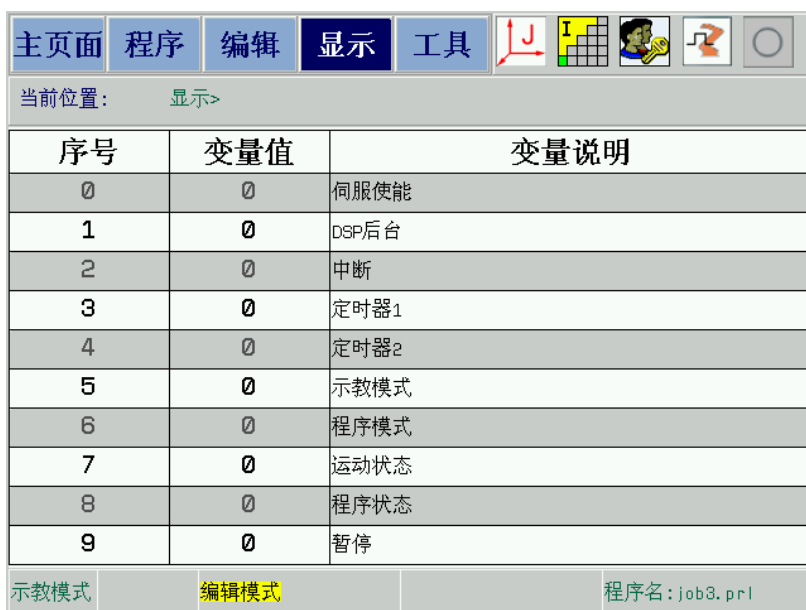 主页面 程序 编辑 显示 工具 J I
当前位置: 显示>
序号 变量值 变量说明
0 0 伺服使能
1 0 DSP后台
2 0 中断
3 0 定时器1
4 0 定时器2
5 0 示教模式
6 0 程序模式
7 0 运动状态
8 0 程序状态
9 0 暂停
示教模式 编辑模式 程序名:job3.prl